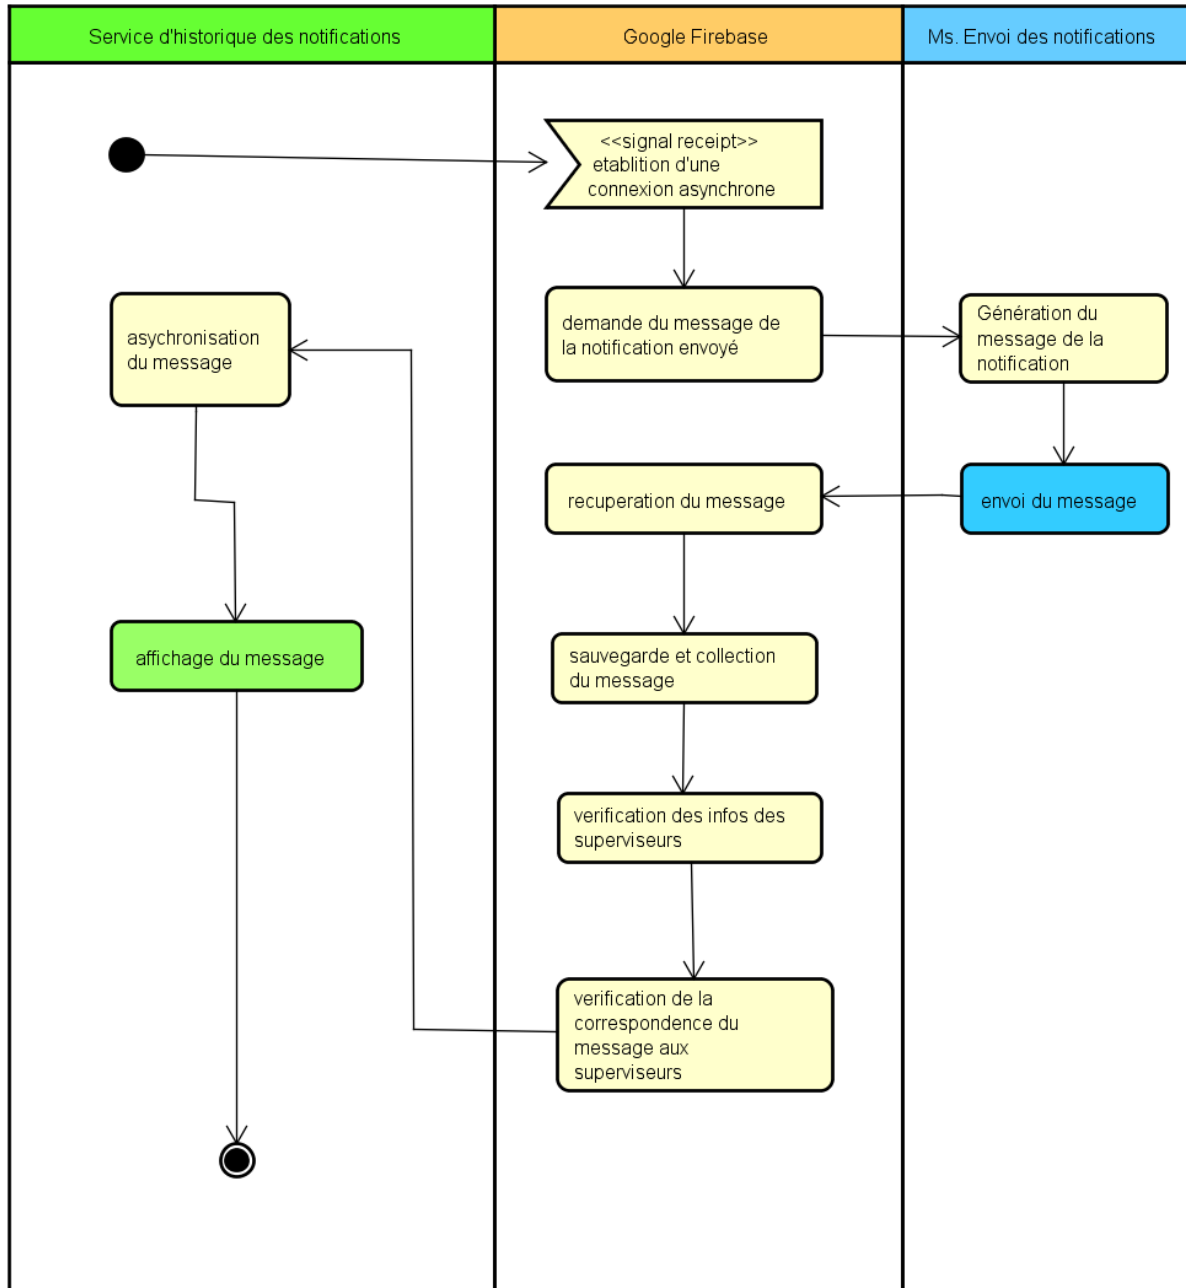 Service d'historique des notifications
Google Firebase
Ms. Envoi des notifications
<<signal receipt>>
etablition d'une
connexion asynchrone
asychronisation
du message
demande du message de
la notification envoyé
Génération du
message de la
notification
recuperation du message
envoi du message
affichage du message
sauvegarde et collection
du message
verification des infos des
superviseurs
verification de la
correspondence du
message aux
superviseurs